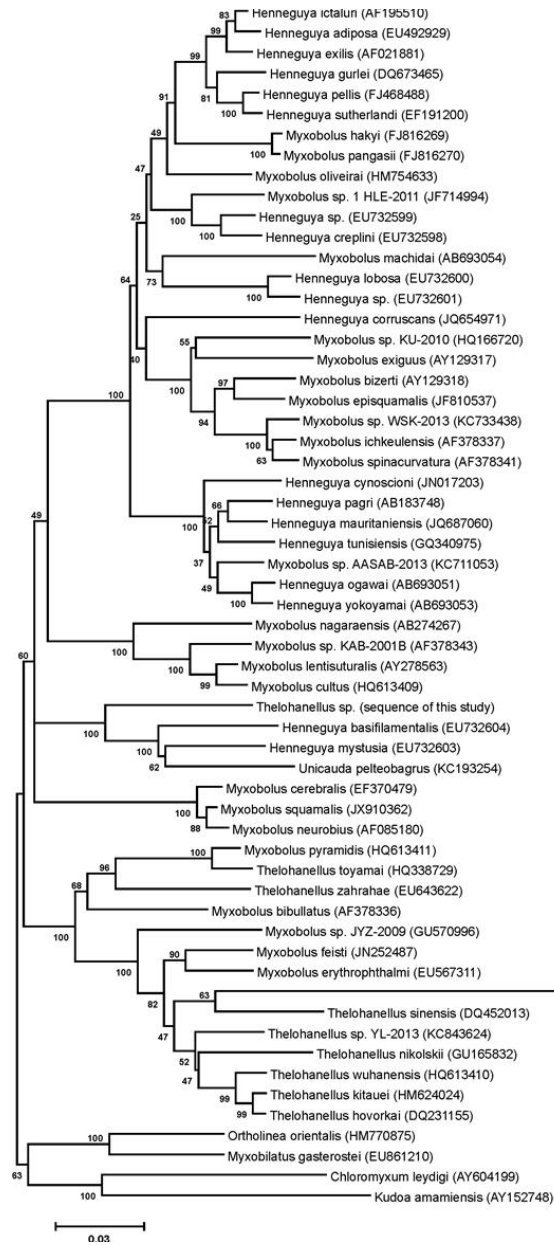 Henneguya ictaluri (AF195510)
83
Henneguya adiposa (EU492929)
99
Henneguya exilis (AF021881)
99
Henneguya gurlei (DQ673465)
81
Henneguya pellis (FJ468488)
100
Henneguya sutherlandi (EF191200)
91
Myxobolus hakyi (FJ816269)
100
Myxobolus pangasii (FJ816270)
49
Myxobolus oliveirai (HM754633)
47
Myxobolus sp. 1 HLE-2011 (JF714994)
100
Henneguya sp. (EU732599)
100
Henneguya creplini (EU732598)
25
Myxobolus machidai (AB693054)
73
Henneguya lobosa (EU732600)
100
Henneguya sp. (EU732601)
64
Henneguya corruscans (JQ654971)
40
Myxobolus sp. KU-2010 (HQ166720)
55
Myxobolus exiguus (AY129317)
100
Myxobolus bizerti (AY129318)
97
Myxobolus episquamalis (JF810537)
94
Myxobolus sp. WSK-2013 (KC733438)
100
Myxobolus ichkeulensis (AF378337)
63
Myxobolus spinacurvatura (AF378341)
100
Henneguya cynoscioni (JN017203)
100
Henneguya pagri (AB183748)
66
Henneguya mauritaniensis (JQ687060)
52
Henneguya tunisiensis (GQ340975)
37
Myxobolus sp. AASAB-2013 (KC711053)
49
Henneguya ogawai (AB693051)
100
Henneguya yokoyamai (AB693053)
49
Myxobolus nagaraensis (AB274267)
100
Myxobolus sp. KAB-2001B (AF378343)
100
Myxobolus lentisuturalis (AY278563)
99
Myxobolus cultus (HQ613409)
60
Thelohanellus sp. (sequence of this study)
100
Henneguya basifilamentalis (EU732604)
100
Henneguya mystusia (EU732603)
62
Unicauda pelteobagrus (KC193254)
Myxobolus cerebralis (EF370479)
100
Myxobolus squamalis (JX910362)
88
Myxobolus neurobius (AF085180)
Myxobolus pyramidis (HQ613411)
100
Thelohanellus toyamai (HQ338729)
96
Thelohanellus zahrahae (EU643622)
68
Myxobolus bibullatus (AF378336)
100
Myxobolus sp. JYZ-2009 (GU570996)
Myxobolus feisti (JN252487)
90
Myxobolus erythrophthalmi (EU567311)
82
63
Thelohanellus sinensis (DQ452013)
47
Thelohanellus sp. YL-2013 (KC843624)
52
Thelohanellus nikolskii (GU165832)
47
Thelohanellus wuhanensis (HQ613410)
99
Thelohanellus kitauei (HM624024)
99
Thelohanellus hovorkai (DQ231155)
Ortholinea orientalis (HM770875)
100
Myxobilatus gasterostei (EU861210)
63
Chloromyxum leydigi (AY604199)
100
Kudoa amamiensis (AY152748)
0.03